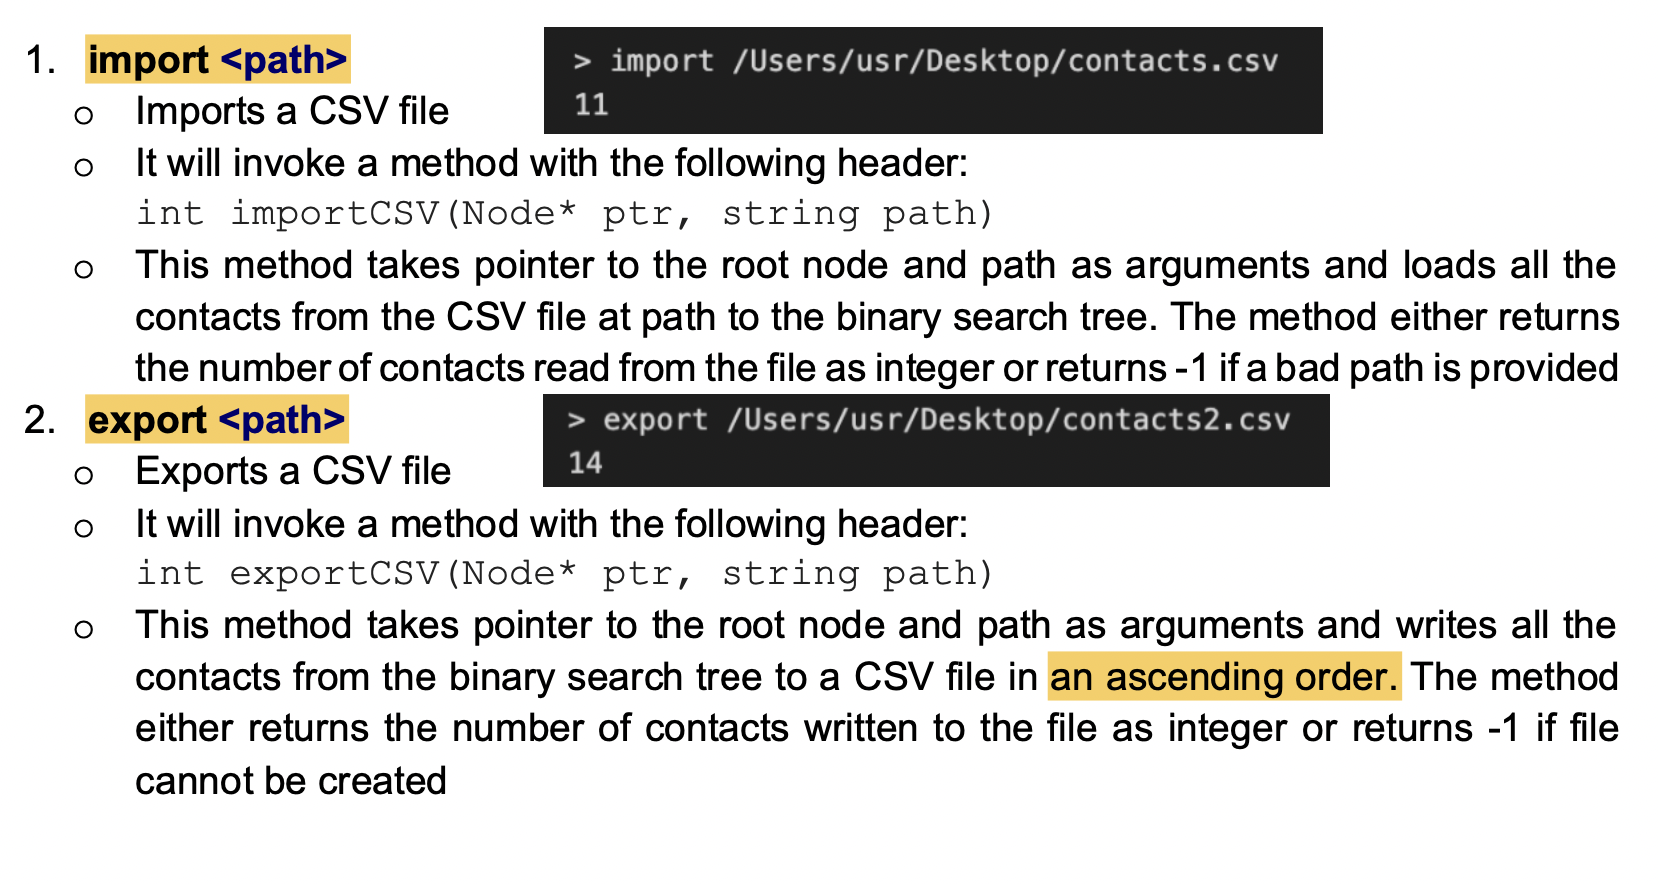 1. import <path>
> import /Users/usr/Desktop/contacts.csv
11
o Imports a CSV file
o It will invoke a method with the following header:
int importCSV(Node* ptr, string path)
o This method takes pointer to the root node and path as arguments and loads all the
contacts from the CSV file at path to the binary search tree. The method either returns
the number of contacts read from the file as integer or returns -1 if a bad path is provided
2. export <path>
> export /Users/usr/Desktop/contacts2.csv
14
o Exports a CSV file
o It will invoke a method with the following header:
int exportCSV(Node* ptr, string path)
o This method takes pointer to the root node and path as arguments and writes all the
contacts from the binary search tree to a CSV file in an ascending order. The method
either returns the number of contacts written to the file as integer or returns -1 if file
cannot be created